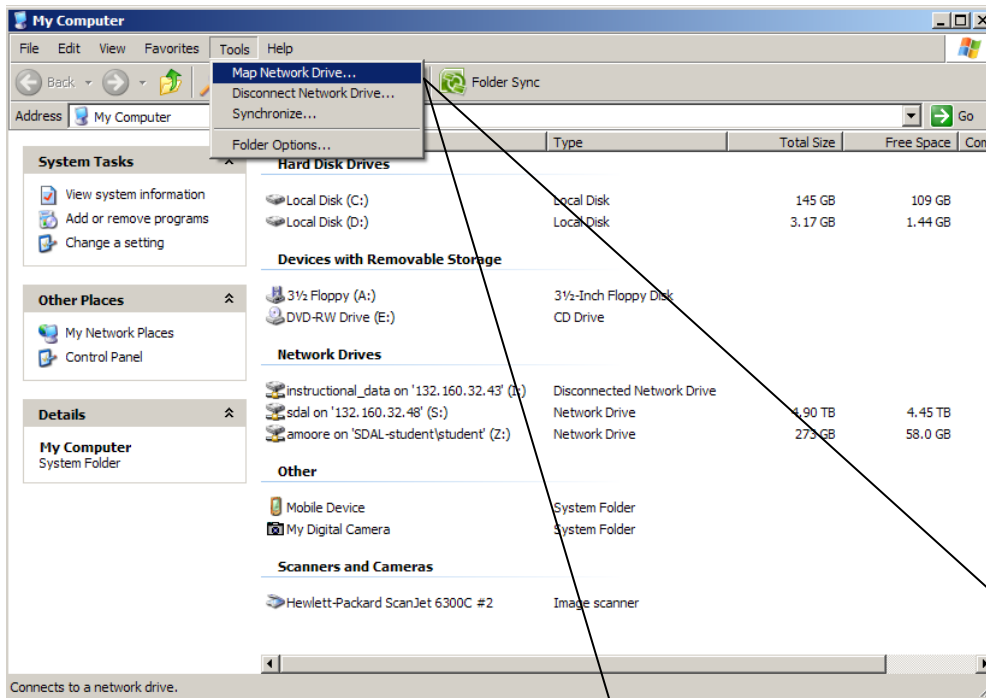 My Computer
File Edit View Favorites Tools Help
Back Folder Sync
Map Network Drive...
Disconnect Network Drive...
Synchronize...
Folder Options...
Address My Computer Go
Type Total Size Free Space Com
System Tasks
View system information
Add or remove programs
Change a setting
Other Places
My Network Places
Control Panel
Details
My Computer
System Folder
Hard Disk Drives
Local Disk (C:) Local Disk 145 GB 109 GB
Local Disk (D:) Local Disk 3.17 GB 1.44 GB
Devices with Removable Storage
3½ Floppy (A:) 3½-Inch Floppy Disk
DVD-RW Drive (E:) CD Drive
Network Drives
instructional_data on '132.160.32.43' (I:) Disconnected Network Drive
sdal on '132.160.32.48' (S:) Network Drive 4.90 TB 4.45 TB
amoore on 'SDAL-student\student' (Z:) Network Drive 273 GB 58.0 GB
Other
Mobile Device System Folder
My Digital Camera System Folder
Scanners and Cameras
Hewlett-Packard ScanJet 6300C #2 Image scanner
Connects to a network drive.